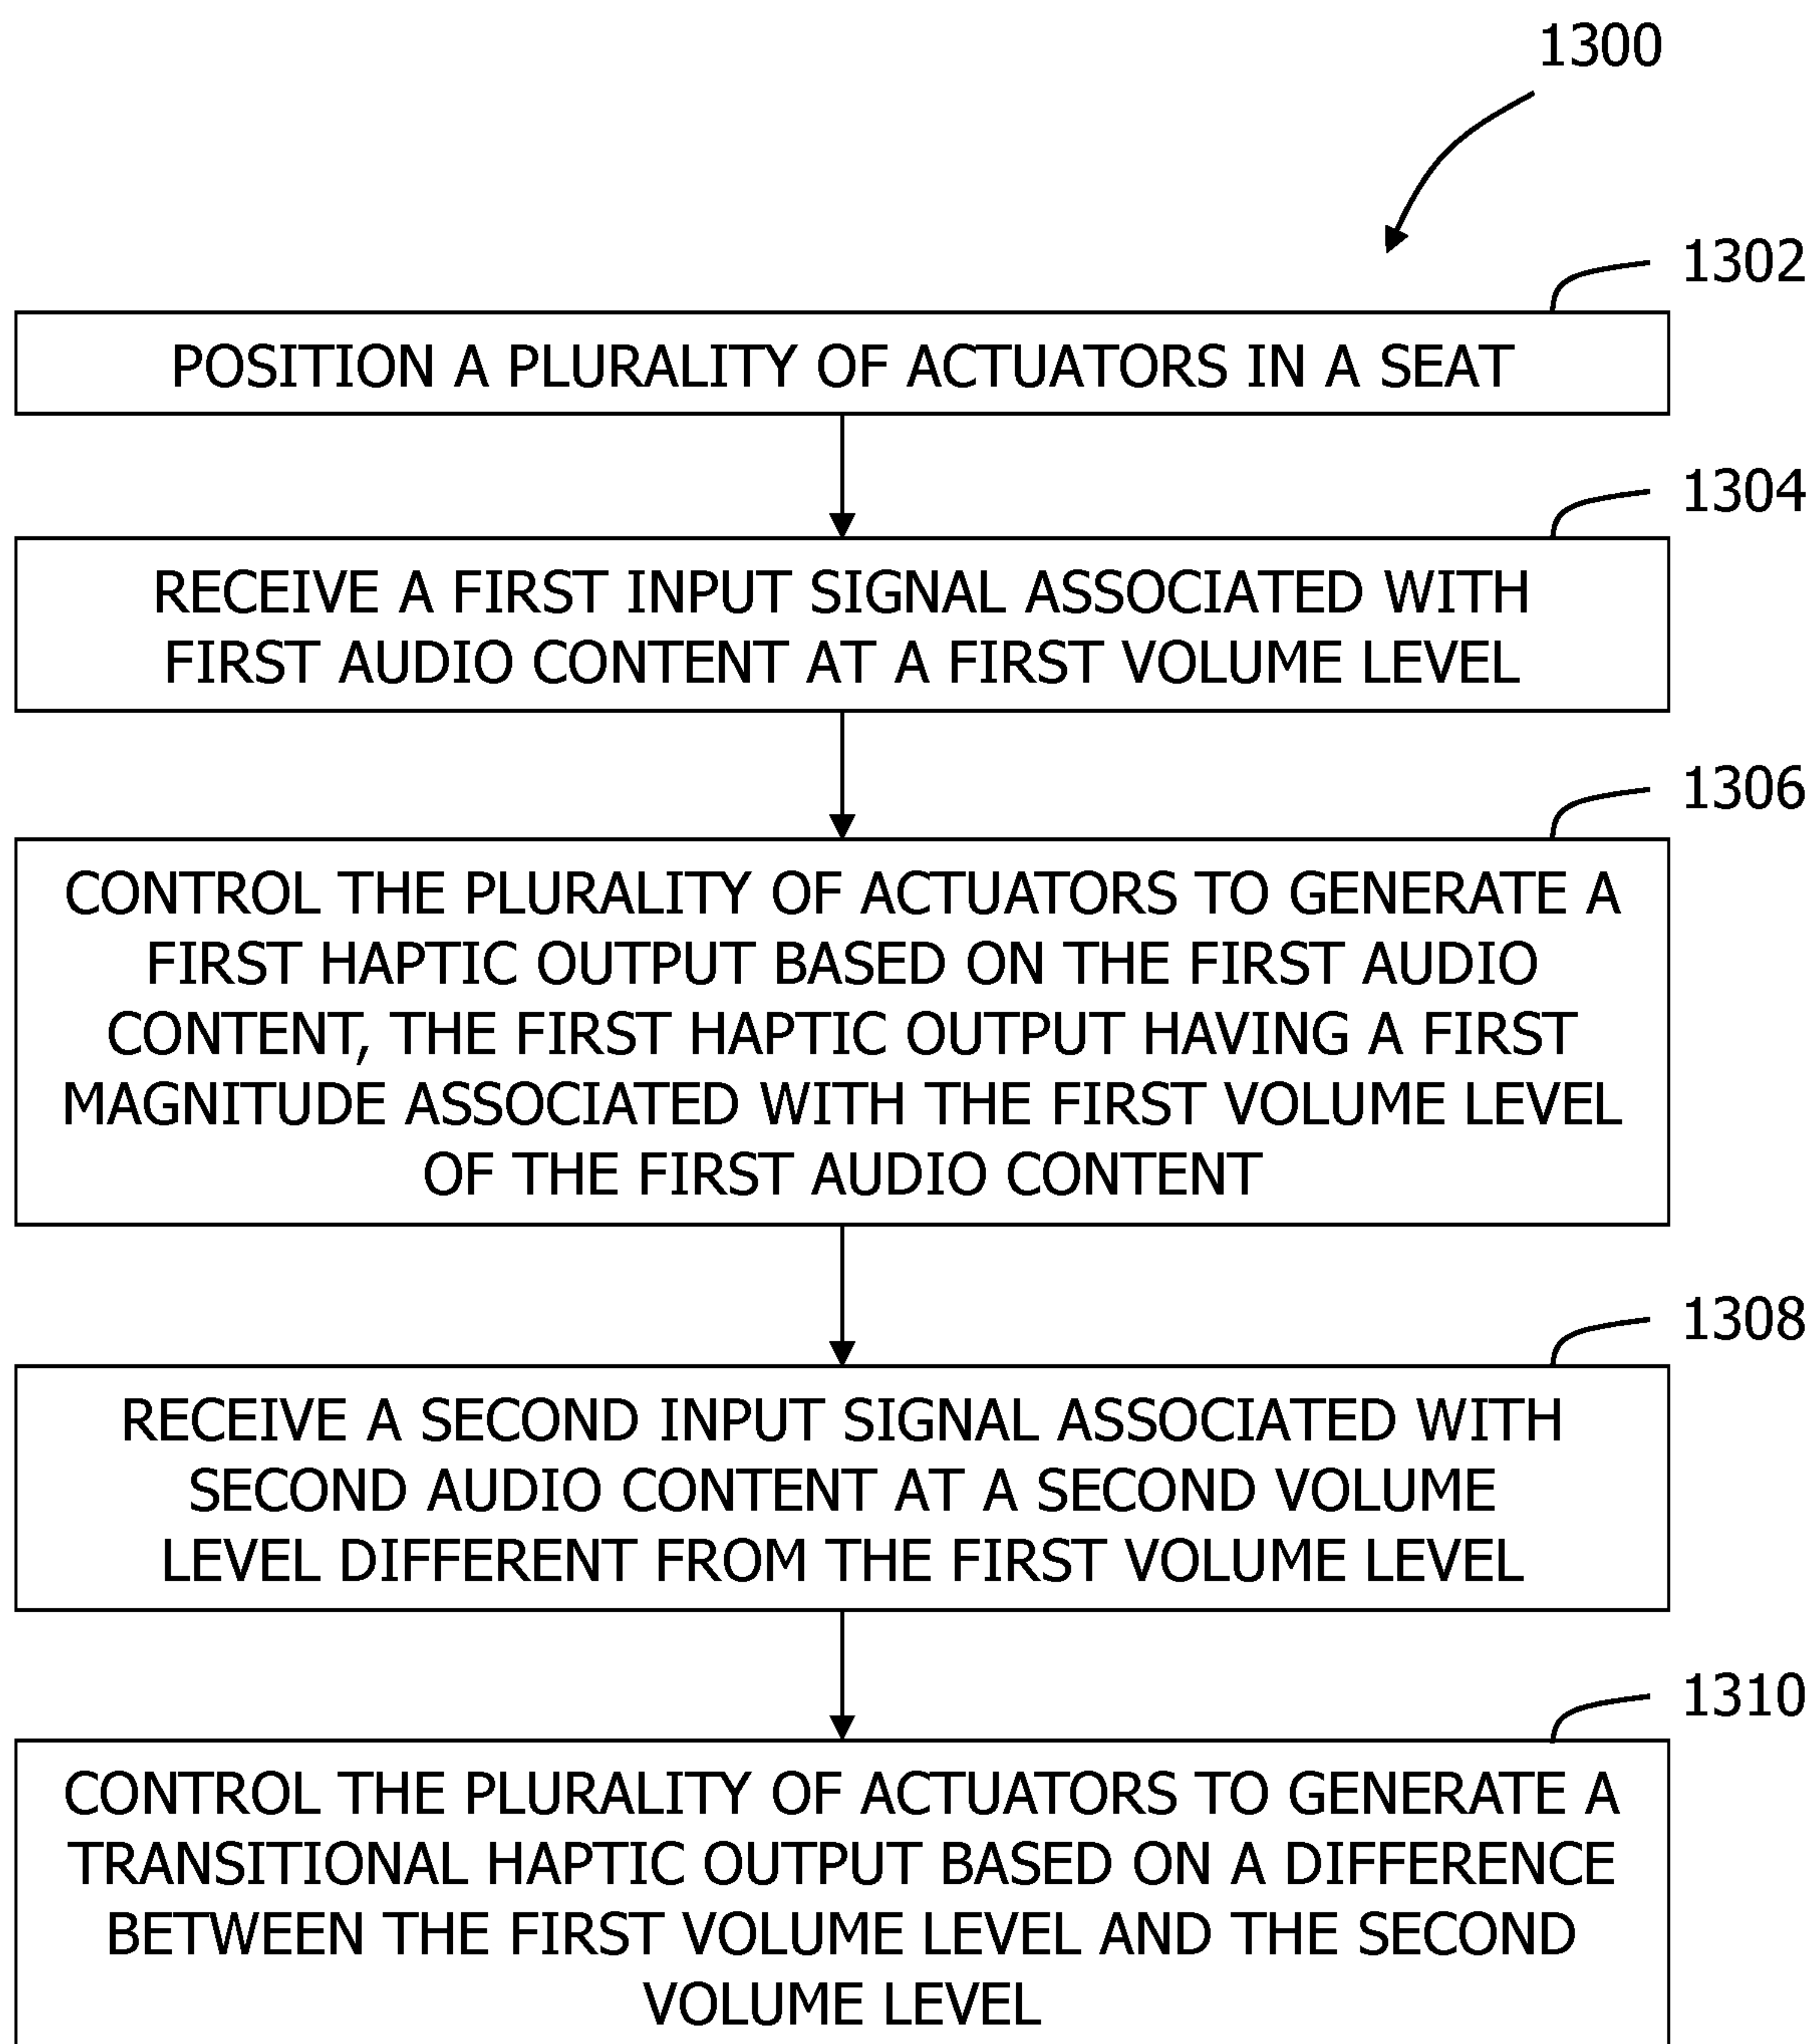 1300
1302
POSITION A PLURALITY OF ACTUATORS IN A SEAT
1304
RECEIVE A FIRST INPUT SIGNAL ASSOCIATED WITH
FIRST AUDIO CONTENT AT A FIRST VOLUME LEVEL
1306
CONTROL THE PLURALITY OF ACTUATORS TO GENERATE A
FIRST HAPTIC OUTPUT BASED ON THE FIRST AUDIO
CONTENT, THE FIRST HAPTIC OUTPUT HAVING A FIRST
MAGNITUDE ASSOCIATED WITH THE FIRST VOLUME LEVEL
OF THE FIRST AUDIO CONTENT
1308
RECEIVE A SECOND INPUT SIGNAL ASSOCIATED WITH
SECOND AUDIO CONTENT AT A SECOND VOLUME
LEVEL DIFFERENT FROM THE FIRST VOLUME LEVEL
1310
CONTROL THE PLURALITY OF ACTUATORS TO GENERATE A
TRANSITIONAL HAPTIC OUTPUT BASED ON A DIFFERENCE
BETWEEN THE FIRST VOLUME LEVEL AND THE SECOND
VOLUME LEVEL